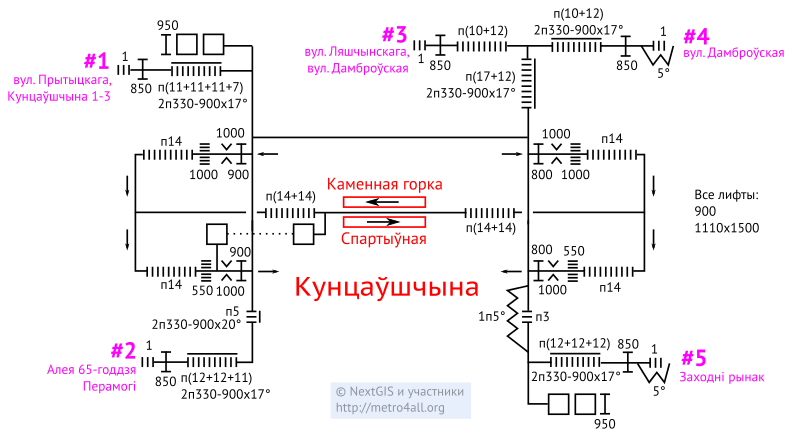 950
#1
1
вул. Прытыцкага,
Кунцаўшчына 1-3
850
п(11+11+11+7)
2п330-900x17°
#3
вул. Ляшчынскага,
вул. Дамброўская
1
850
п(10+12)
п(10+12)
2п330-900x17°
850
1
5°
#4
вул. Дамброўская
п(17+12)
2п330-900x17°
п14
1000
1000
900
1000
800
1000
п14
п(14+14)
Каменная горка
Спартыўная
п(14+14)
Все лифты:
900
1110x1500
п14
550
900
1000
Кунцаўшчына
800
550
1000
п14
п5
2п330-900x20°
1п5°
п3
#2
Алея 65-годдзя
Перамогі
1
850
п(12+12+11)
2п330-900x17°
п(12+12+12)
2п330-900x17°
850
1
5°
#5
Заходні рынак
950
© NextGIS и участники
http://metro4all.org